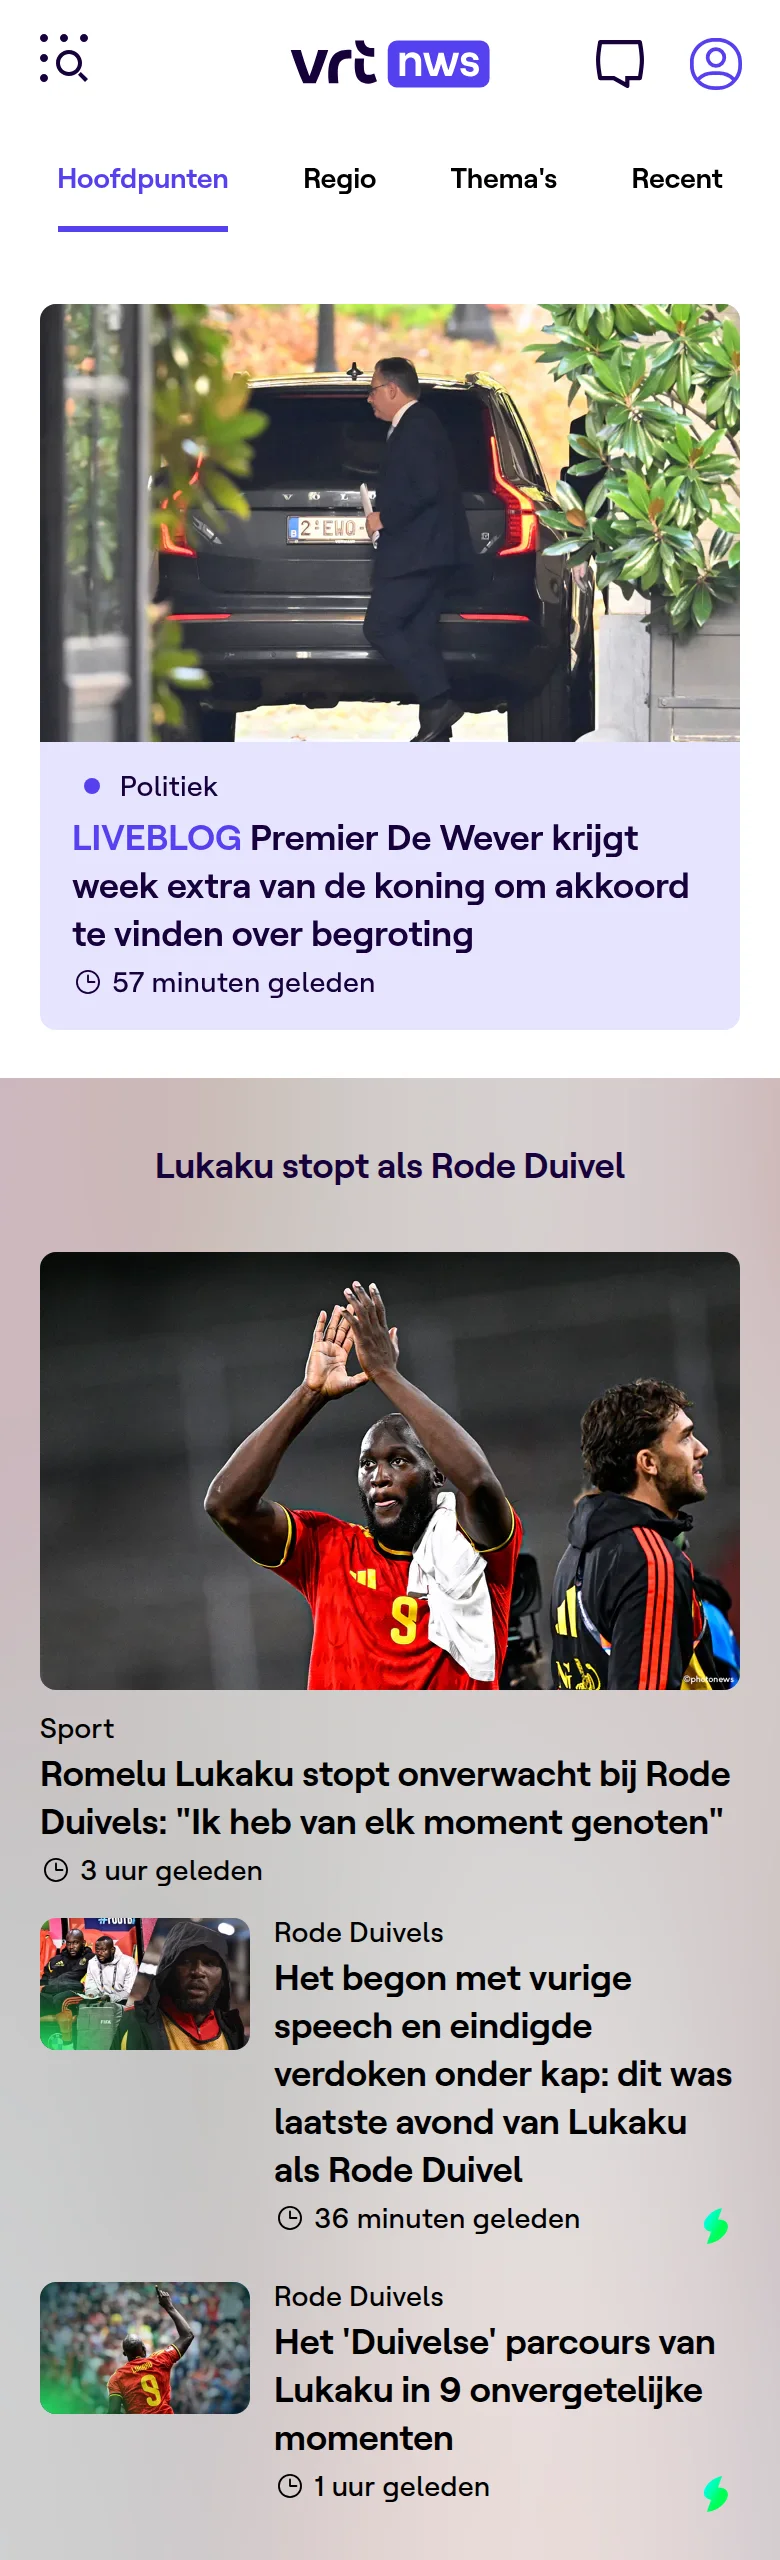 vrt nws
Hoofdpunten Regio Thema's Recent
VOLV
B 2·EWQ-
Politiek
LIVEBLOG Premier De Wever krijgt
week extra van de koning om akkoord
te vinden over begroting
57 minuten geleden
Lukaku stopt als Rode Duivel
9
©photonews
Sport
Romelu Lukaku stopt onverwacht bij Rode
Duivels: "Ik heb van elk moment genoten"
3 uur geleden
FIFA
Rode Duivels
Het begon met vurige
speech en eindigde
verdoken onder kap: dit was
laatste avond van Lukaku
als Rode Duivel
36 minuten geleden
9
Rode Duivels
Het 'Duivelse' parcours van
Lukaku in 9 onvergetelijke
momenten
1 uur geleden